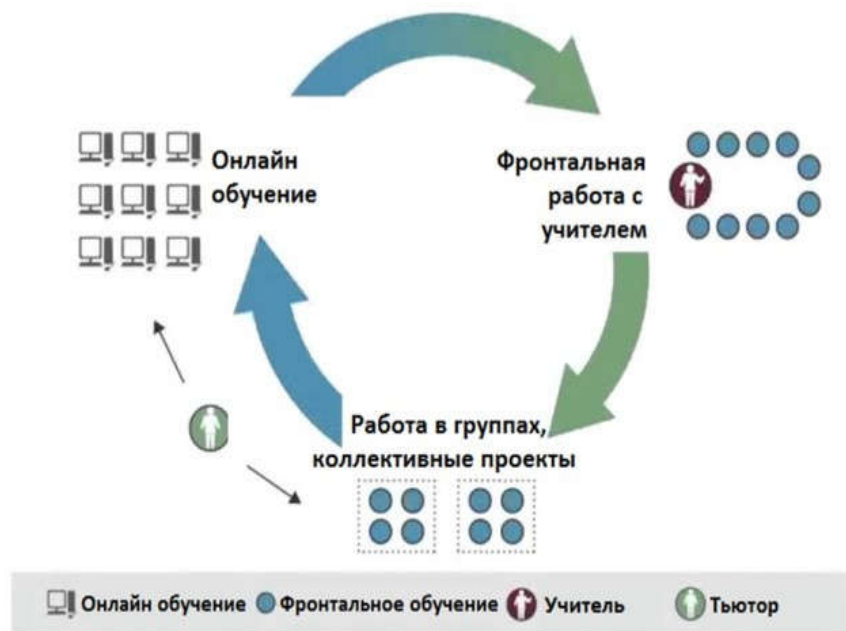 Онлайн
обучение
Фронтальная
работа с
учителем
Работа в группах,
коллективные проекты
Онлайн обучение Фронтальное обучение Учитель Тьютор